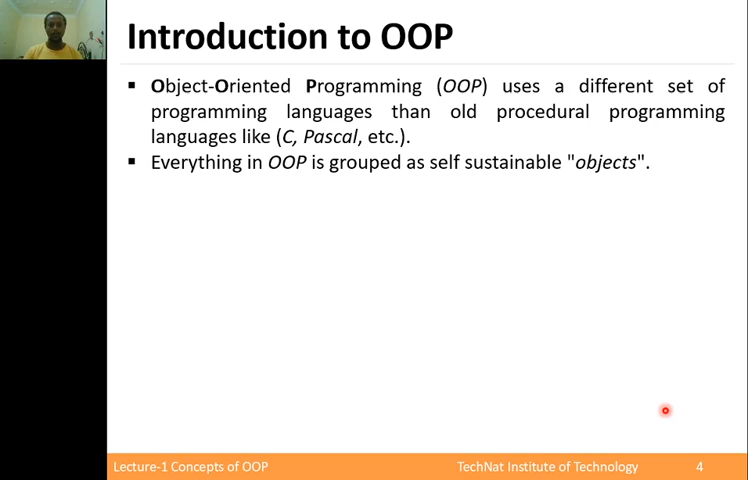 Introduction to OOP
▪ Object-Oriented Programming (OOP) uses a different set of
programming languages than old procedural programming
languages like (C, Pascal, etc.).
▪ Everything in OOP is grouped as self sustainable "objects".
Lecture-1 Concepts of OOP TechNat Institute of Technology 4